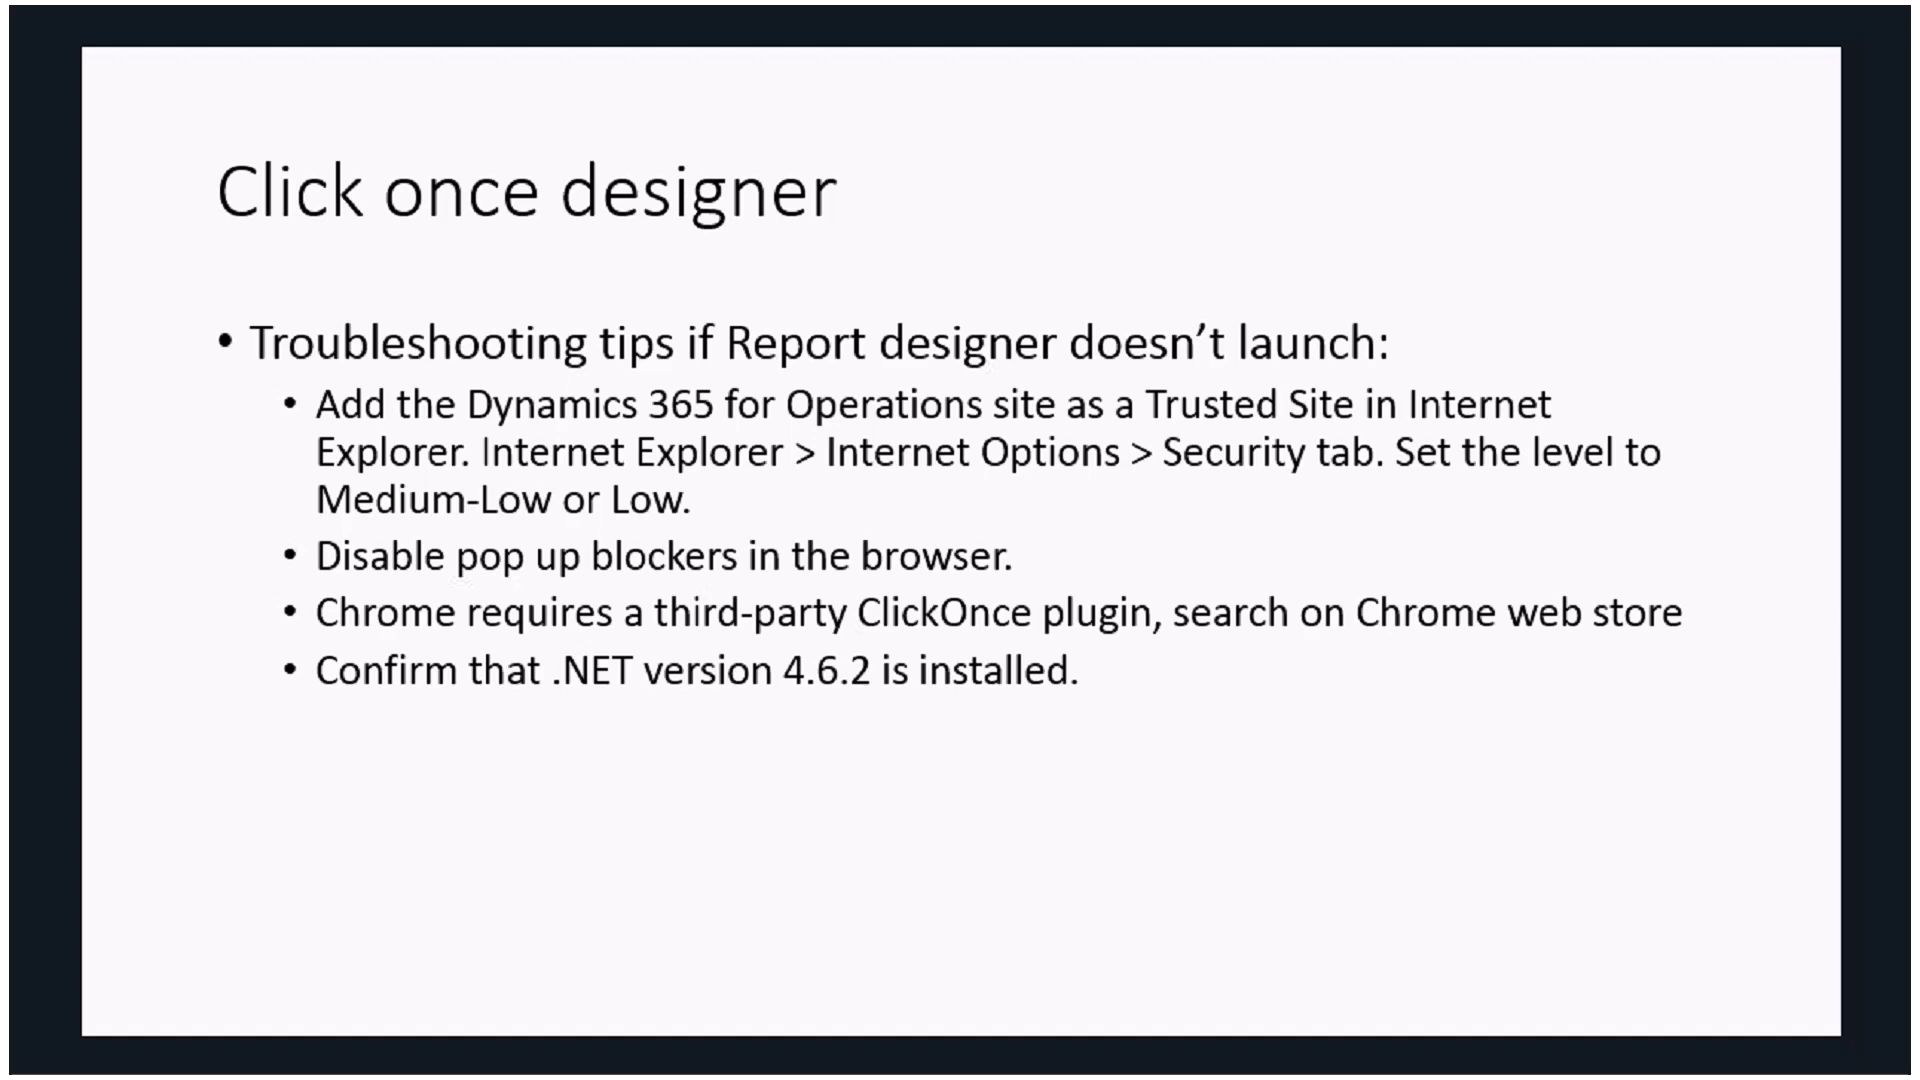 Click once designer
• Troubleshooting tips if Report designer doesn’t launch:
• Add the Dynamics 365 for Operations site as a Trusted Site in Internet
Explorer. Internet Explorer > Internet Options > Security tab. Set the level to
Medium-Low or Low.
• Disable pop up blockers in the browser.
• Chrome requires a third-party ClickOnce plugin, search on Chrome web store
• Confirm that .NET version 4.6.2 is installed.